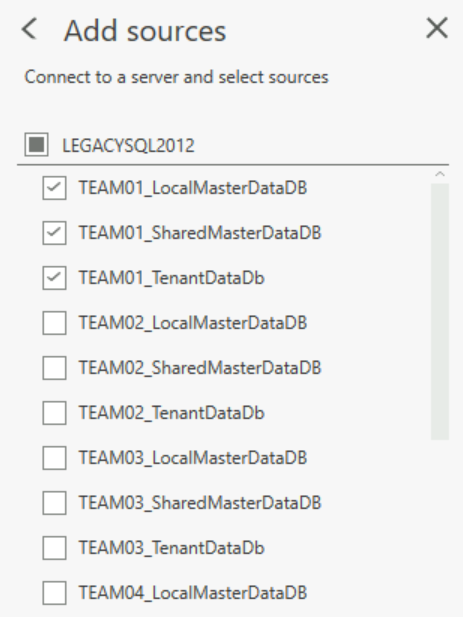 Add sources
Connect to a server and select sources
LEGACYSQL2012
TEAM01_LocalMasterDataDB
TEAM01_SharedMasterDataDB
TEAM01_TenantDataDb
TEAM02_LocalMasterDataDB
TEAM02_SharedMasterDataDB
TEAM02_TenantDataDb
TEAM03_LocalMasterDataDB
TEAM03_SharedMasterDataDB
TEAM03_TenantDataDb
TEAM04_LocalMasterDataDB